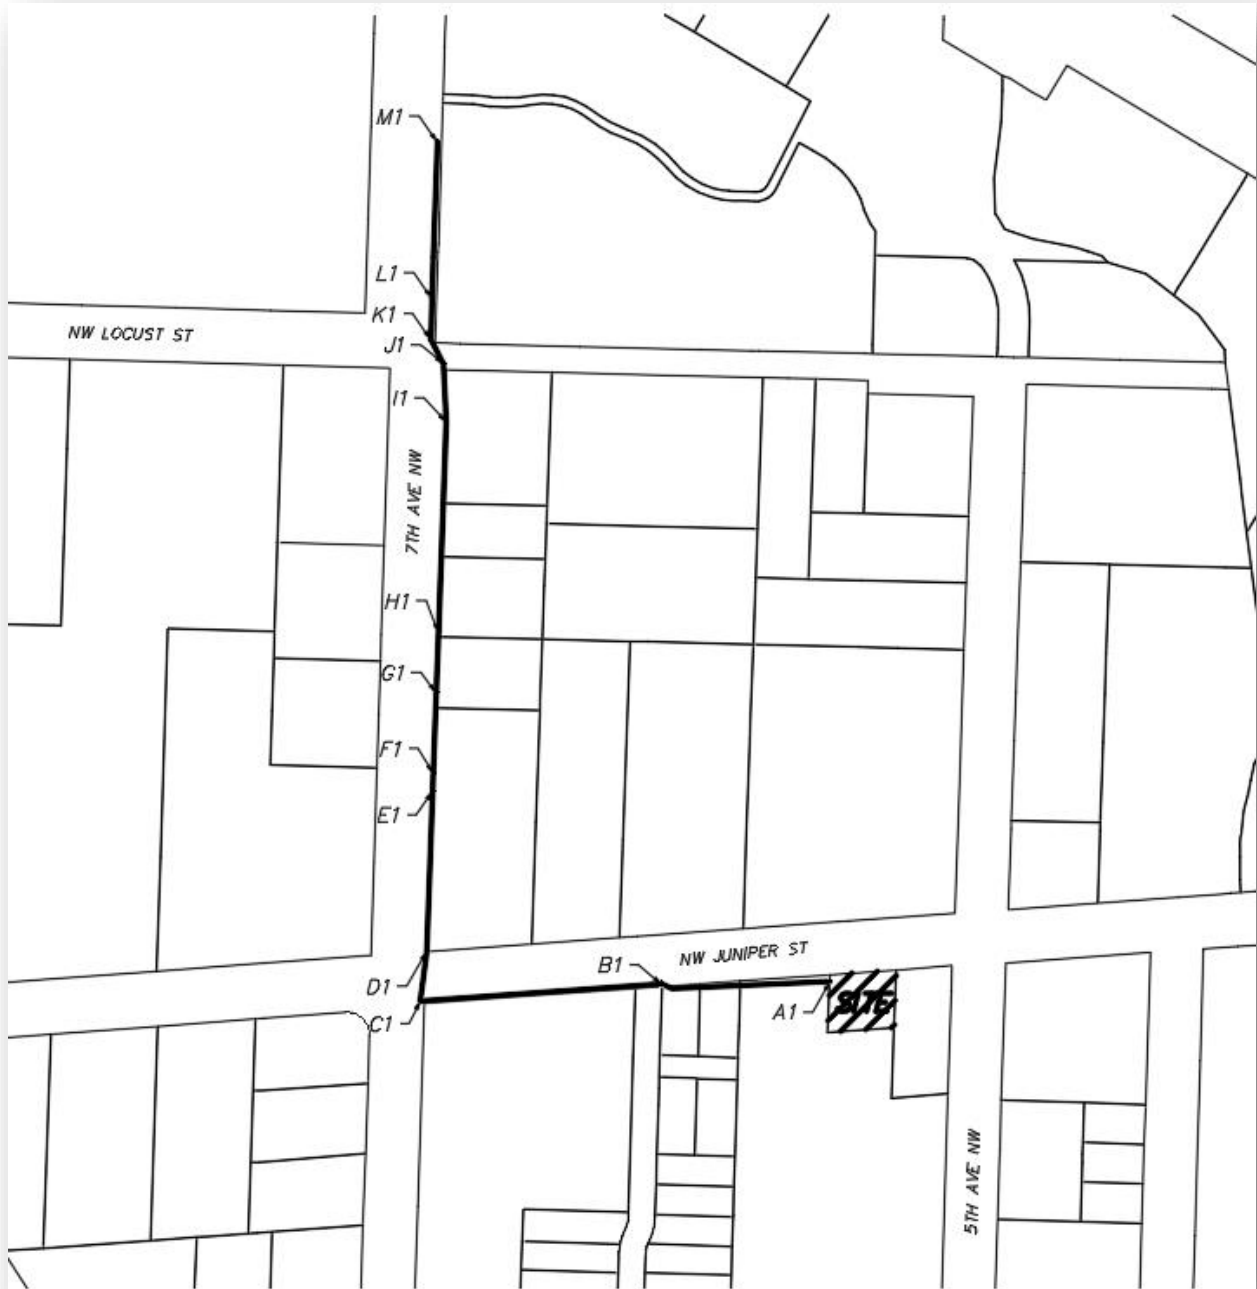 M1
L1
K1
NW LOCUST ST
J1
I1
7TH AVE NW
H1
G1
F1
E1
NW JUNIPER ST
B1
D1
A1
SITE
C1
5TH AVE NW